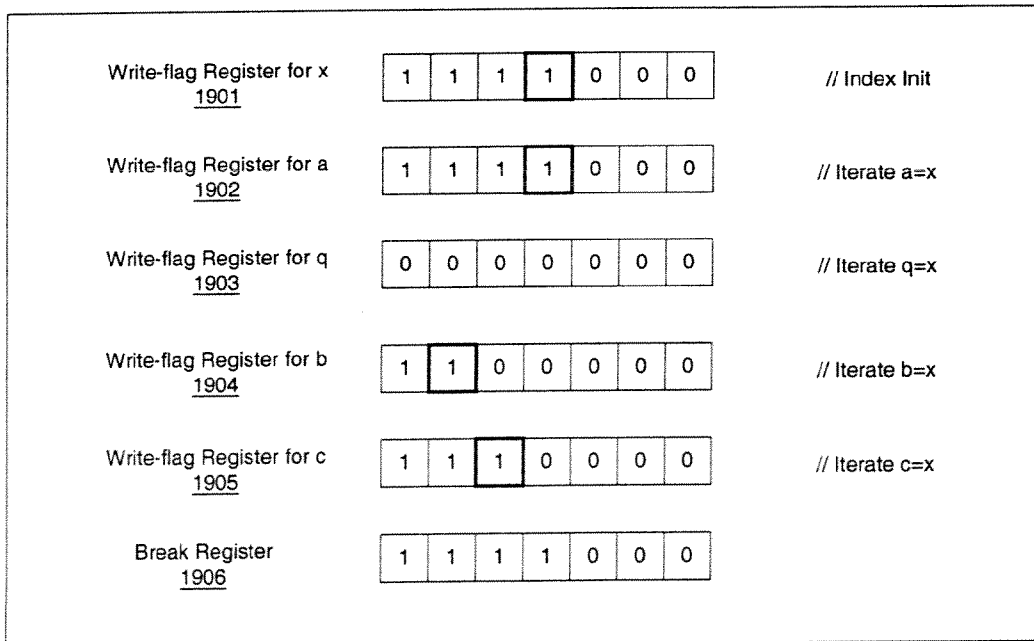 Write-flag Register for x
1901
1 1 1 1 0 0 0
// Index Init
Write-flag Register for a
1902
1 1 1 1 0 0 0
// Iterate a=x
Write-flag Register for q
1903
0 0 0 0 0 0 0
// Iterate q=x
Write-flag Register for b
1904
1 1 0 0 0 0 0
// Iterate b=x
Write-flag Register for c
1905
1 1 1 0 0 0 0
// Iterate c=x
Break Register
1906
1 1 1 1 0 0 0